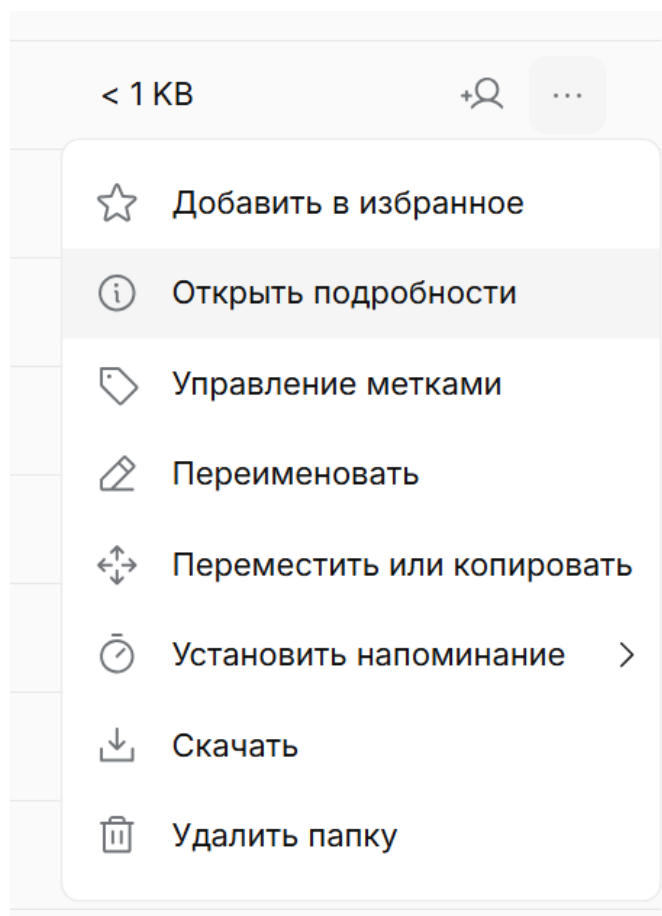 < 1 KB
Добавить в избранное
Открыть подробности
Управление метками
Переименовать
Переместить или копировать
Установить напоминание
Скачать
Удалить папку